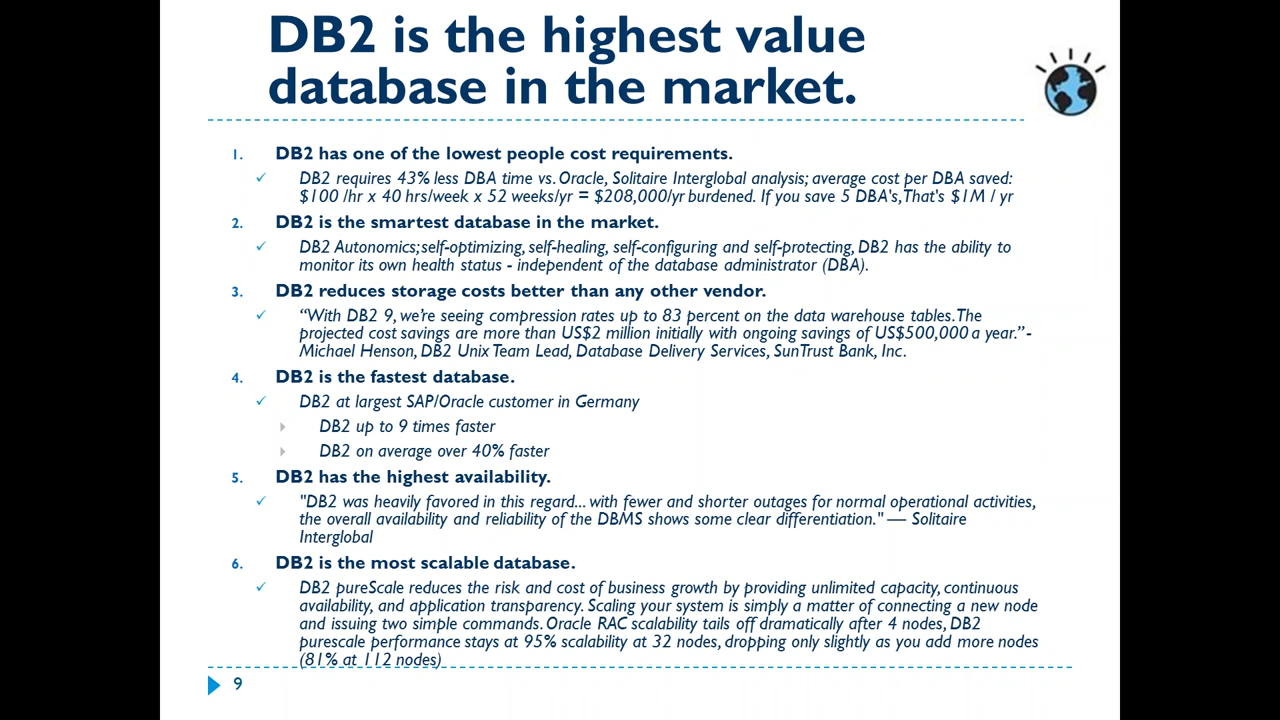 DB2 is the highest value
database in the market.
1. DB2 has one of the lowest people cost requirements.
✓ DB2 requires 43% less DBA time vs. Oracle, Solitaire Interglobal analysis; average cost per DBA saved:
$100 /hr x 40 hrs/week x 52 weeks/yr = $208,000/yr burdened. If you save 5 DBA's, That's $1M / yr
2. DB2 is the smartest database in the market.
✓ DB2 Autonomics; self-optimizing, self-healing, self-configuring and self-protecting, DB2 has the ability to
monitor its own health status - independent of the database administrator (DBA).
3. DB2 reduces storage costs better than any other vendor.
✓ “With DB2 9, we’re seeing compression rates up to 83 percent on the data warehouse tables. The
projected cost savings are more than US$2 million initially with ongoing savings of US$500,000 a year.” -
Michael Henson, DB2 Unix Team Lead, Database Delivery Services, SunTrust Bank, Inc.
4. DB2 is the fastest database.
✓ DB2 at largest SAP/Oracle customer in Germany
DB2 up to 9 times faster
DB2 on average over 40% faster
5. DB2 has the highest availability.
✓ "DB2 was heavily favored in this regard... with fewer and shorter outages for normal operational activities,
the overall availability and reliability of the DBMS shows some clear differentiation." — Solitaire
Interglobal
6. DB2 is the most scalable database.
✓ DB2 pureScale reduces the risk and cost of business growth by providing unlimited capacity, continuous
availability, and application transparency. Scaling your system is simply a matter of connecting a new node
and issuing two simple commands. Oracle RAC scalability tails off dramatically after 4 nodes, DB2
purescale performance stays at 95% scalability at 32 nodes, dropping only slightly as you add more nodes
(81% at 112 nodes)
9